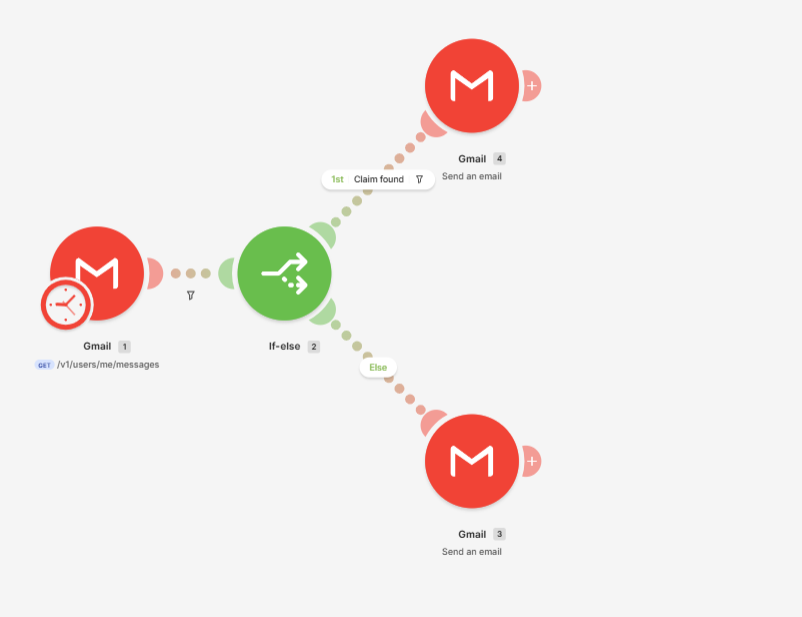 Gmail 4
Send an email
1st Claim found
Gmail 1
GET /v1/users/me/messages
If-else 2
Else
Gmail 3
Send an email